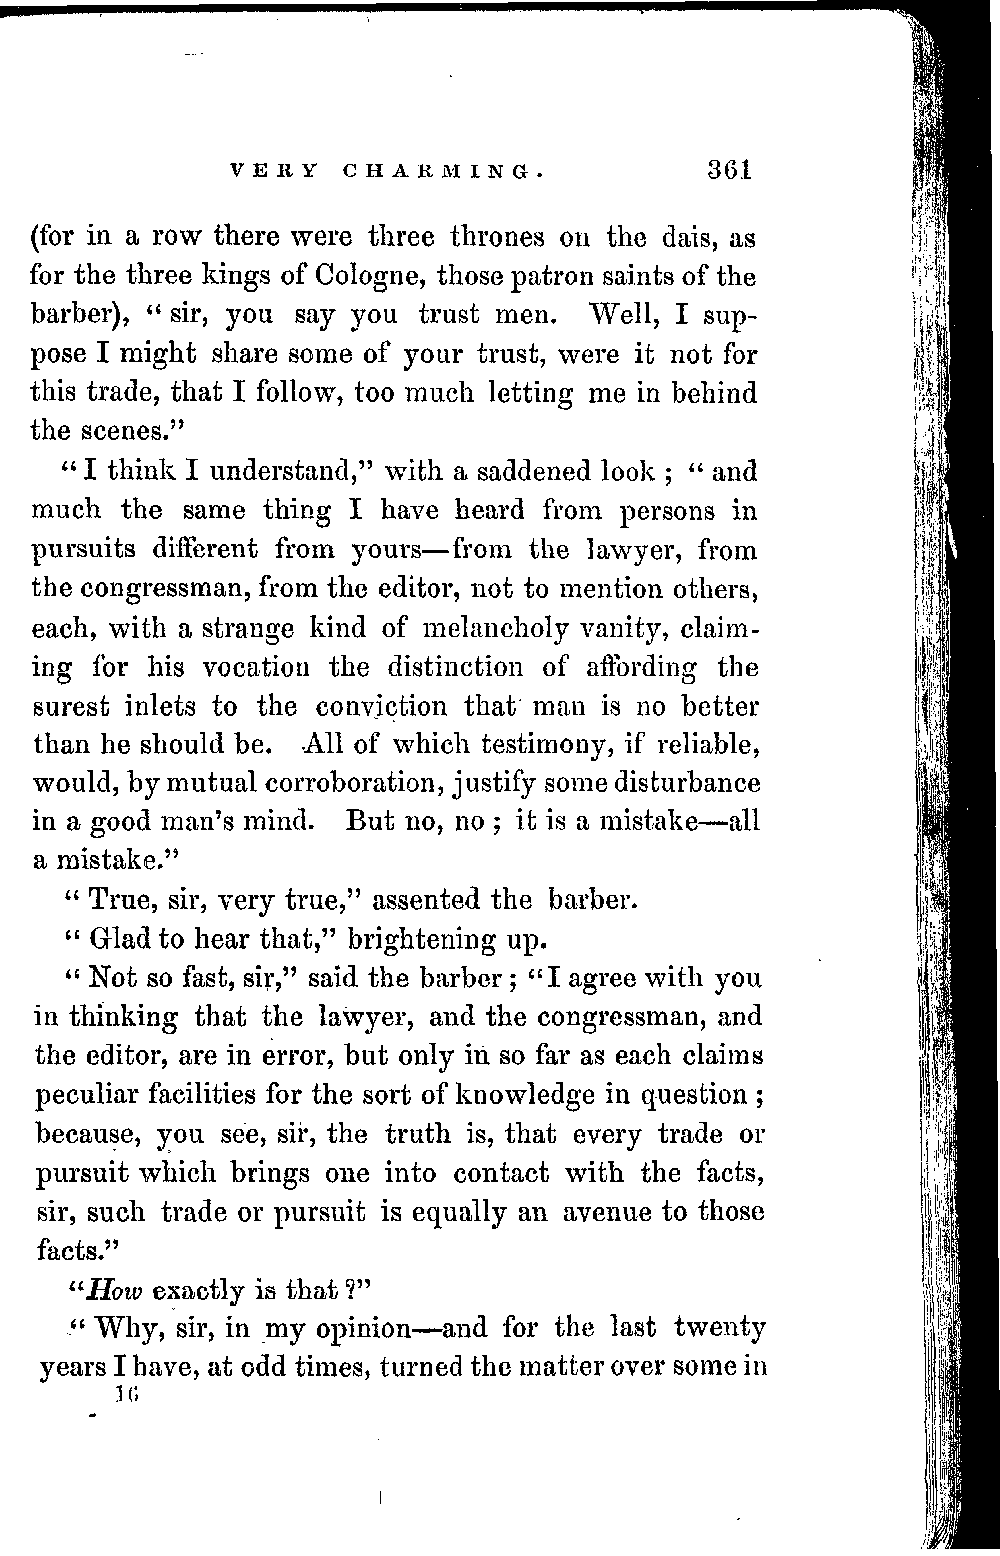 VERY CHARMING. 361
(for in a row there were three thrones on the dais, as
for the three kings of Cologne, those patron saints of the
barber), “ sir, you say you trust men. Well, I sup-
pose I might share some of your trust, were it not for
this trade, that I follow, too much letting me in behind
the scenes.”
“ I think I understand,” with a saddened look ; “ and
much the same thing I have heard from persons in
pursuits different from yours—from the lawyer, from
the congressman, from the editor, not to mention others,
each, with a strange kind of melancholy vanity, claim-
ing for his vocation the distinction of affording the
surest inlets to the conviction that man is no better
than he should be. All of which testimony, if reliable,
would, by mutual corroboration, justify some disturbance
in a good man’s mind. But no, no ; it is a mistake—all
a mistake.”
“ True, sir, very true,” assented the barber.
“ Glad to hear that,” brightening up.
“ Not so fast, sir,” said the barber ; “ I agree with you
in thinking that the lawyer, and the congressman, and
the editor, are in error, but only in so far as each claims
peculiar facilities for the sort of knowledge in question ;
because, you see, sir, the truth is, that every trade or
pursuit which brings one into contact with the facts,
sir, such trade or pursuit is equally an avenue to those
facts.”
“How exactly is that ?”
“ Why, sir, in my opinion—and for the last twenty
years I have, at odd times, turned the matter over some in
16